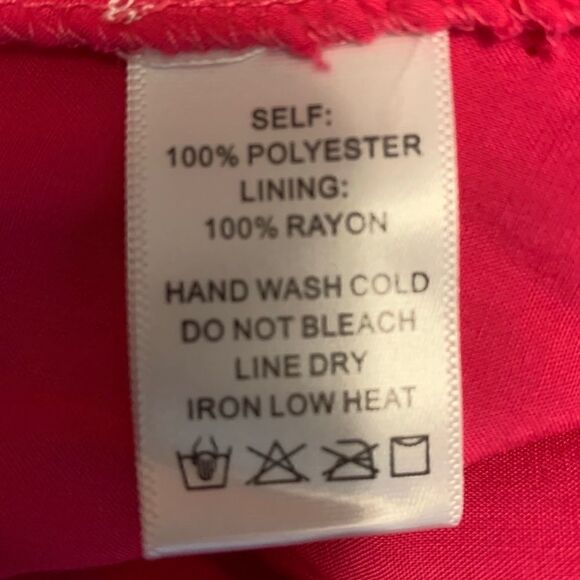 SELF:
100% POLYESTER
LINING:
100% RAYON
HAND WASH COLD
DO NOT BLEACH
LINE DRY
IRON LOW HEAT